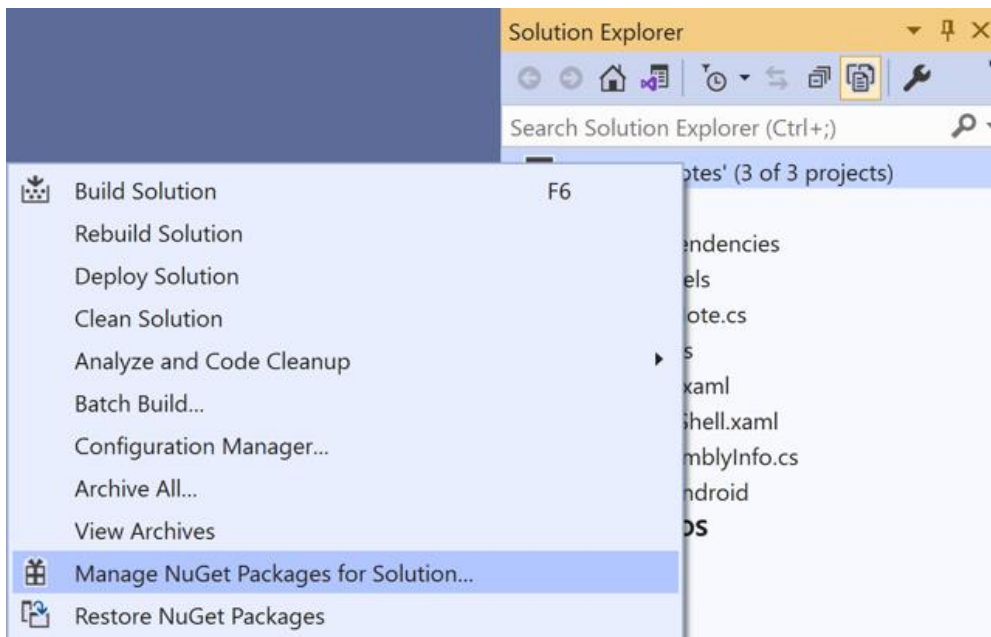 Solution Explorer
Search Solution Explorer (Ctrl+;)
otes' (3 of 3 projects)
Build Solution F6
Rebuild Solution
endencies
Deploy Solution
els
Clean Solution
ote.cs
Analyze and Code Cleanup
s
xaml
Batch Build...
Shell.xaml
Configuration Manager...
mblyInfo.cs
Archive All...
ndroid
View Archives
OS
Manage NuGet Packages for Solution...
Restore NuGet Packages